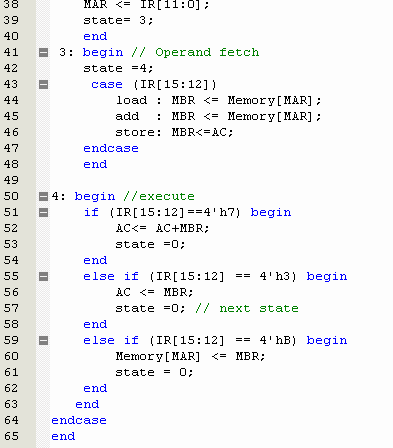 38 MAR <= IR[11:0];
39 state= 3;
40 end
41 3: begin // Operand fetch
42 state =4;
43 case (IR[15:12])
44 load : MBR <= Memory[MAR];
45 add : MBR <= Memory[MAR];
46 store: MBR<=AC;
47 endcase
48 end
49
50 4: begin //execute
51 if (IR[15:12]==4'h7) begin
52 AC<= AC+MBR;
53 state =0;
54 end
55 else if (IR[15:12] == 4'h3) begin
56 AC <= MBR;
57 state =0; // next state
58 end
59 else if (IR[15:12] == 4'hB) begin
60 Memory[MAR] <= MBR;
61 state = 0;
62 end
63 end
64 endcase
65 end